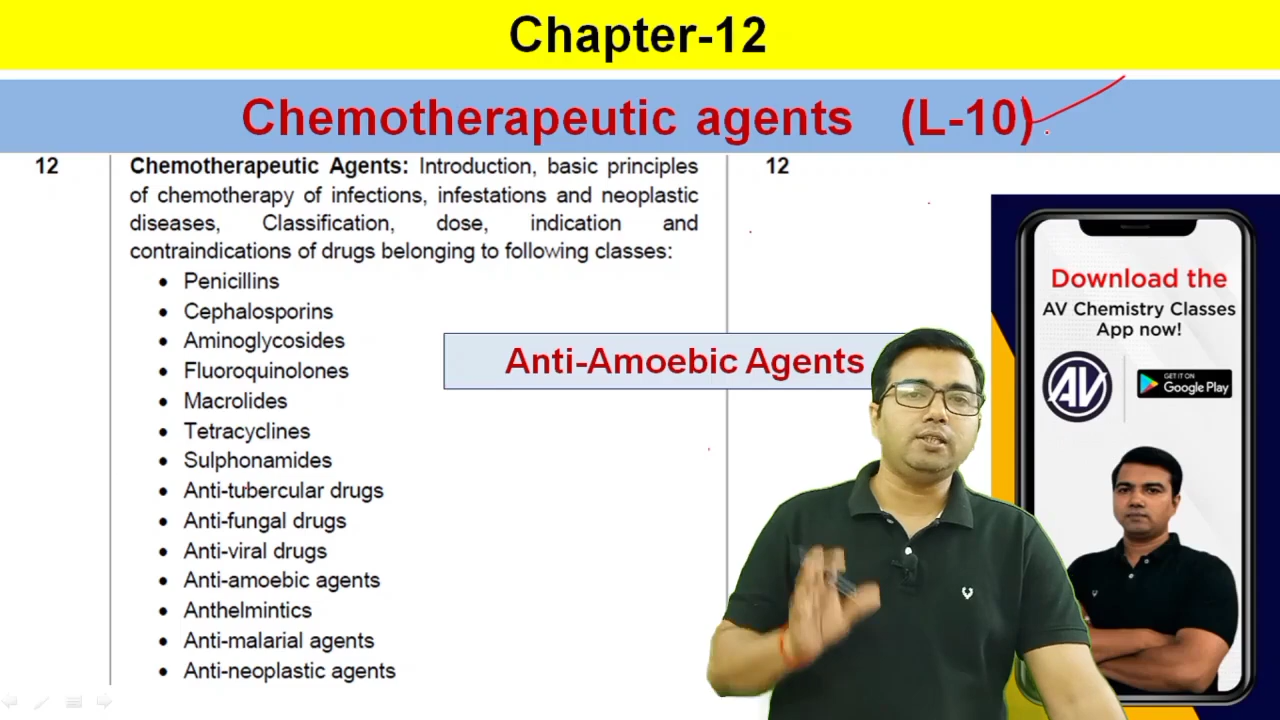 Chapter-12
Chemotherapeutic agents (L-10)
12
Chemotherapeutic Agents: Introduction, basic principles
of chemotherapy of infections, infestations and neoplastic
diseases, Classification, dose, indication and
contraindications of drugs belonging to following classes:
• Penicillins
• Cephalosporins
• Aminoglycosides
• Fluoroquinolones
• Macrolides
• Tetracyclines
• Sulphonamides
• Anti-tubercular drugs
• Anti-fungal drugs
• Anti-viral drugs
• Anti-amoebic agents
• Anthelmintics
• Anti-malarial agents
• Anti-neoplastic agents
12
Anti-Amoebic Agents
Download the
AV Chemistry Classes
App now!
AV
GET IT ON
Google Play